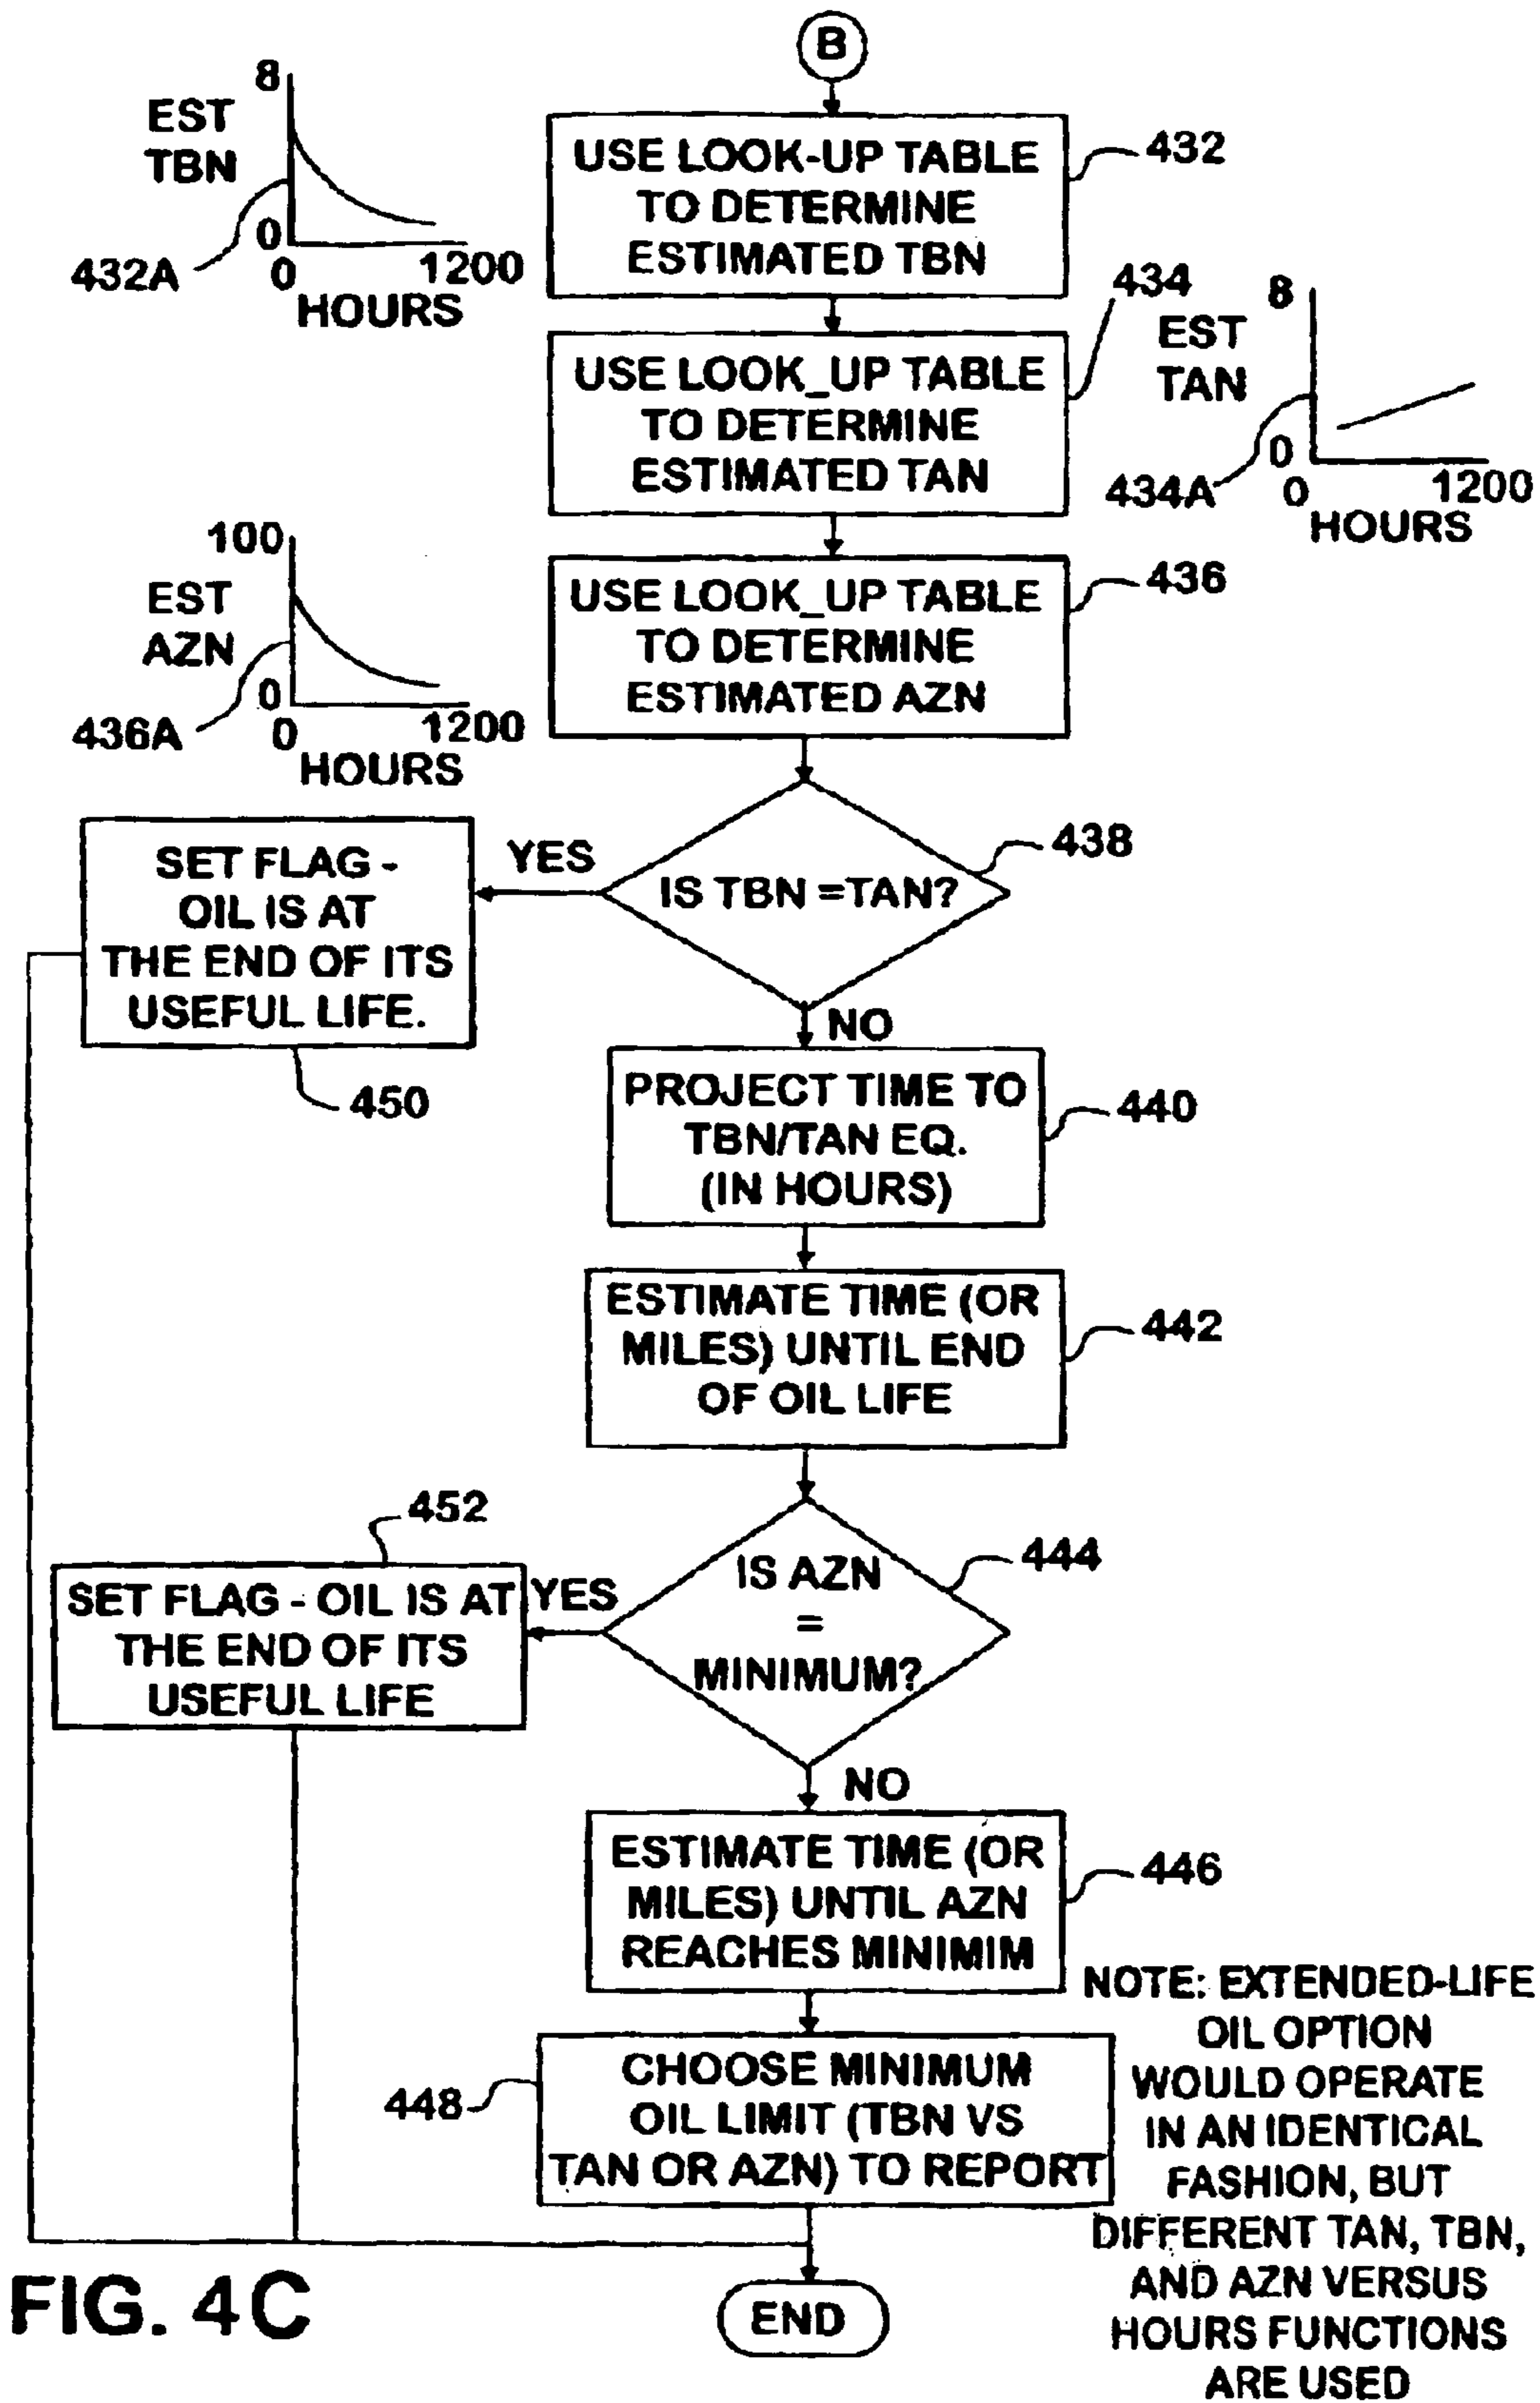 B
8
EST
TBN
0
0
1200
HOURS
432A
USE LOOK-UP TABLE
TO DETERMINE
ESTIMATED TBN
432
USE LOOK_UP TABLE
TO DETERMINE
ESTIMATED TAN
434
8
EST
TAN
0
0
1200
HOURS
434A
100
EST
AZN
0
0
1200
HOURS
436A
USE LOOK_UP TABLE
TO DETERMINE
ESTIMATED AZN
436
IS TBN =TAN?
438
YES
SET FLAG -
OIL IS AT
THE END OF ITS
USEFUL LIFE.
450
NO
PROJECT TIME TO
TBN/TAN EQ.
(IN HOURS)
440
ESTIMATE TIME (OR
MILES) UNTIL END
OF OIL LIFE
442
IS AZN
=
MINIMUM?
444
YES
452
SET FLAG - OIL IS AT
THE END OF ITS
USEFUL LIFE
NO
ESTIMATE TIME (OR
MILES) UNTIL AZN
REACHES MINIMIM
446
CHOOSE MINIMUM
OIL LIMIT (TBN VS
TAN OR AZN) TO REPORT
448
NOTE: EXTENDED-LIFE
OIL OPTION
WOULD OPERATE
IN AN IDENTICAL
FASHION, BUT
DIFFERENT TAN, TBN,
AND AZN VERSUS
HOURS FUNCTIONS
ARE USED
END
FIG. 4C